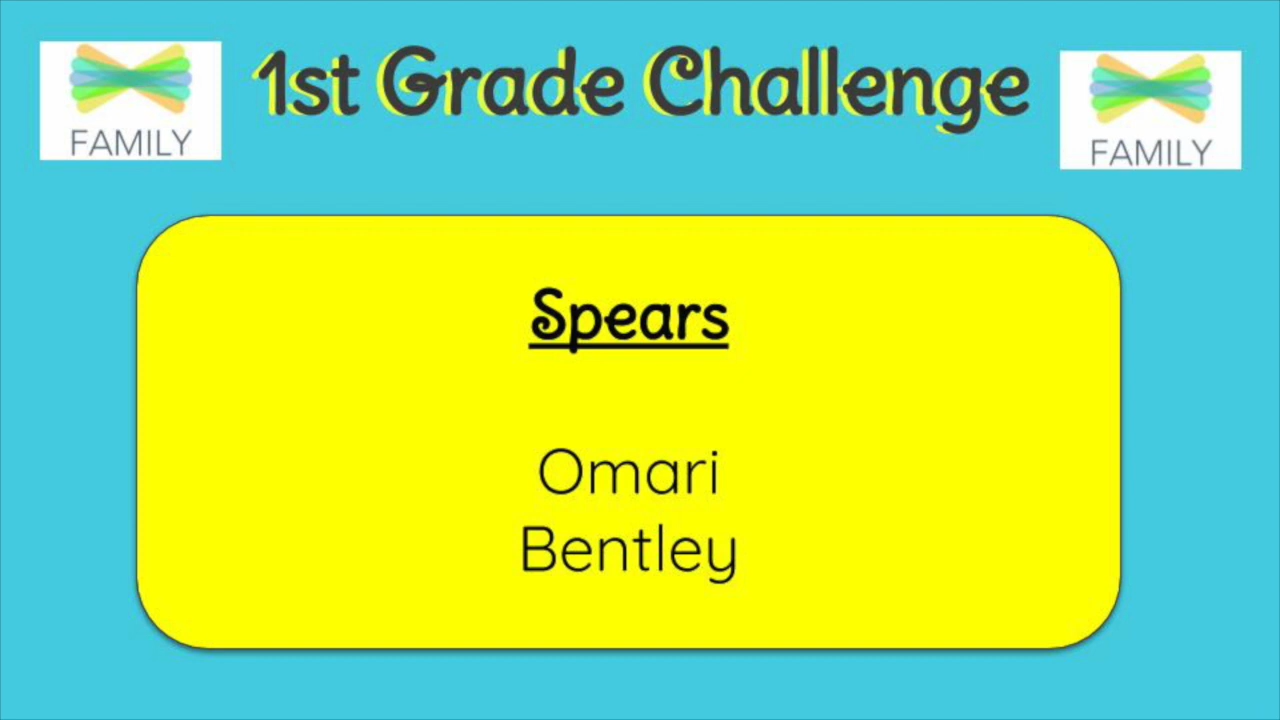 1st Grade Challenge
FAMILY
FAMILY
Spears
Omari
Bentley